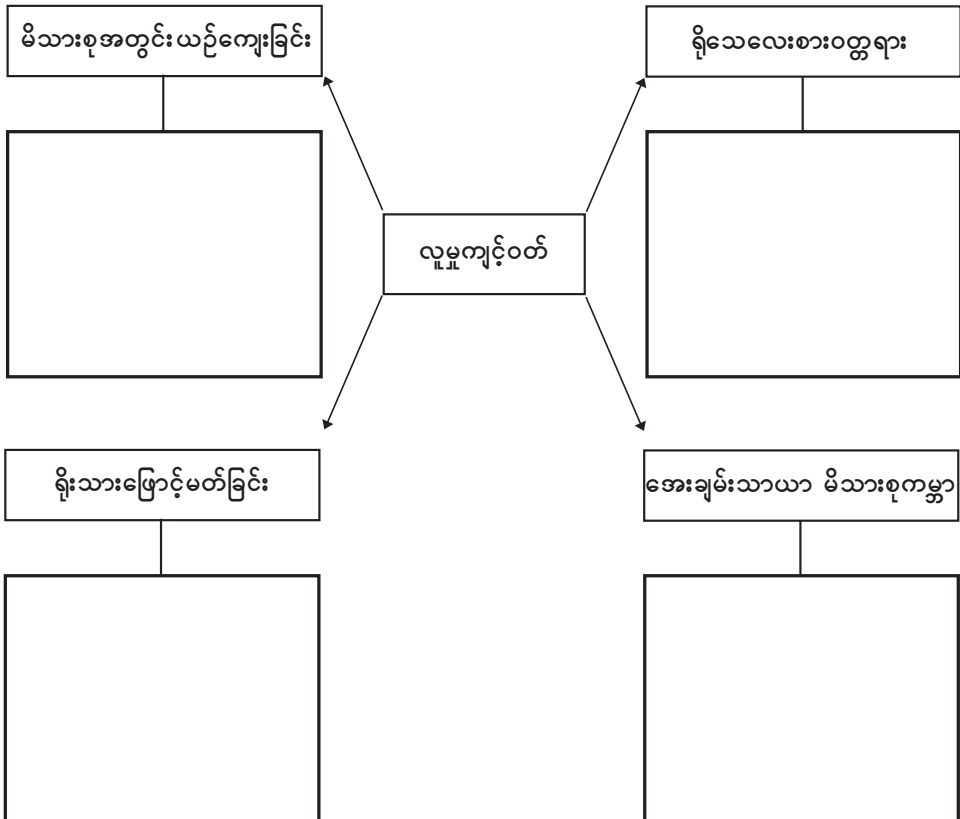 မိသားစုအတွင်းယဉ်ကျေးခြင်း
ရိုသေလေးစားဝတ္တရား
လူမှုကျင့်ဝတ်
ရိုးသားဖြောင့်မတ်ခြင်း
အေးချမ်းသာယာ မိသားစုကမ္ဘာ